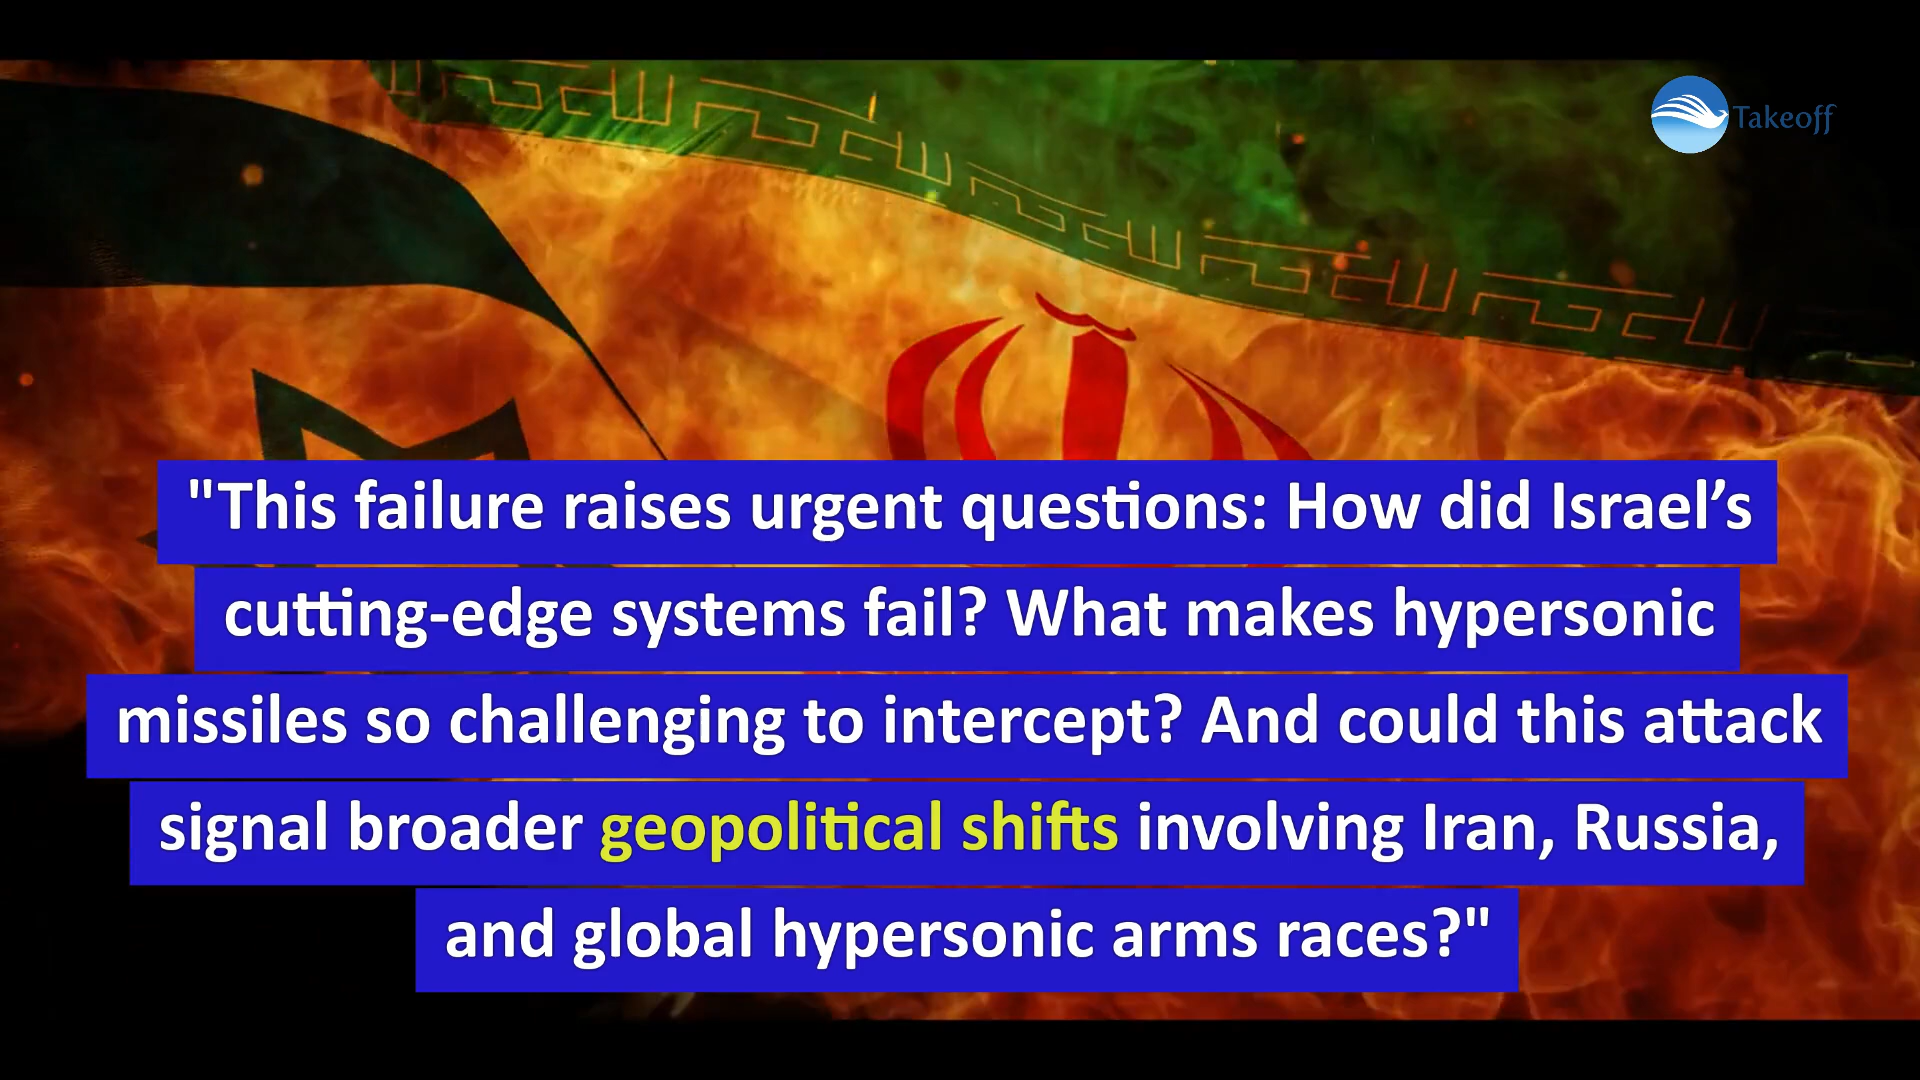 Takeoff
"This failure raises urgent questions: How did Israel’s
cutting-edge systems fail? What makes hypersonic
missiles so challenging to intercept? And could this attack
signal broader geopolitical shifts involving Iran, Russia,
and global hypersonic arms races?"